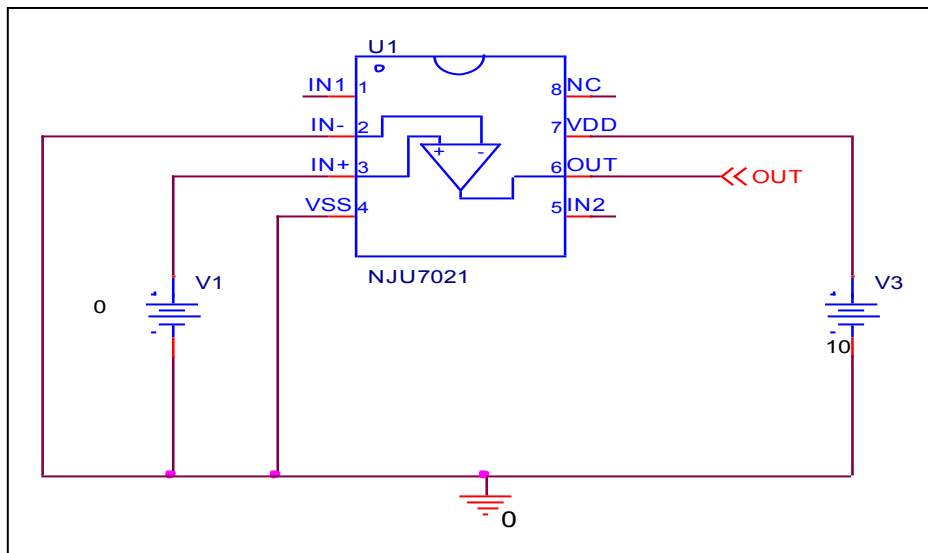 U1
IN1 1
8 NC
IN- 2
7 VDD
IN+ 3
+ -
6 OUT
OUT
VSS 4
5 IN2
NJU7021
V1
0
V3
10
0